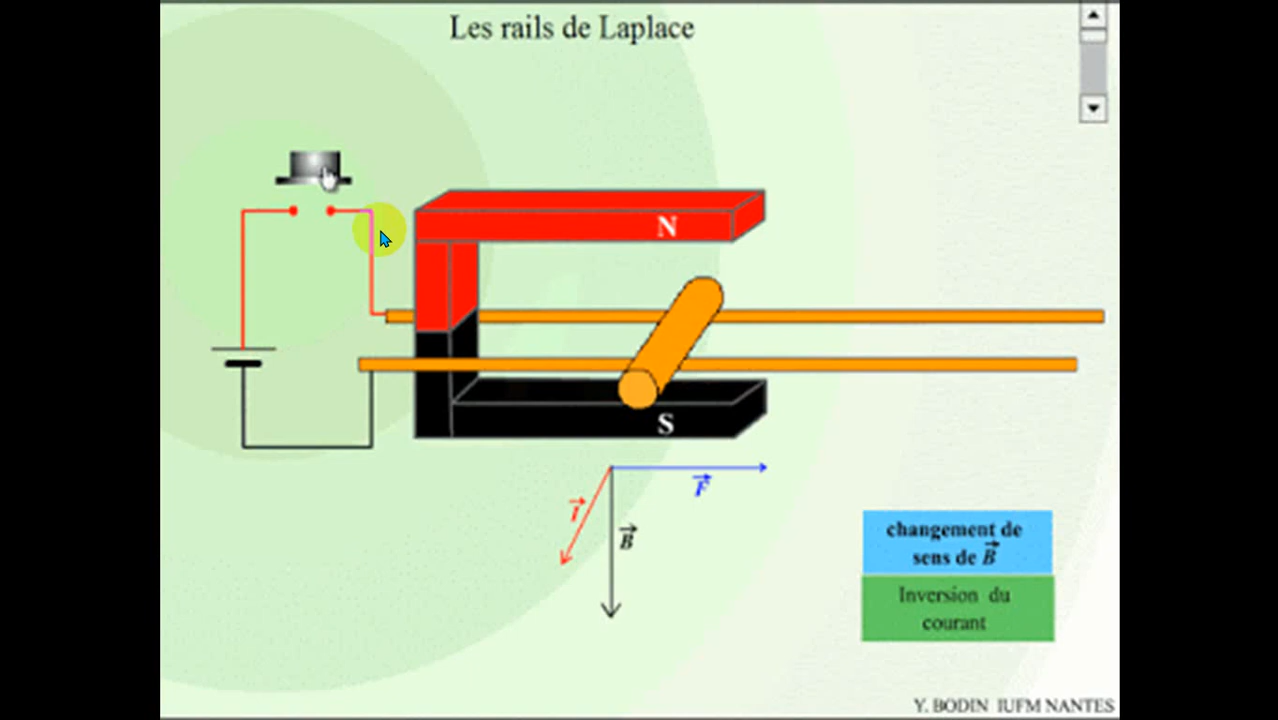 Les rails de Laplace
N
S
F
I
B
changement de
sens de B
Inversion du
courant
Y. BODIN IUFM NANTES